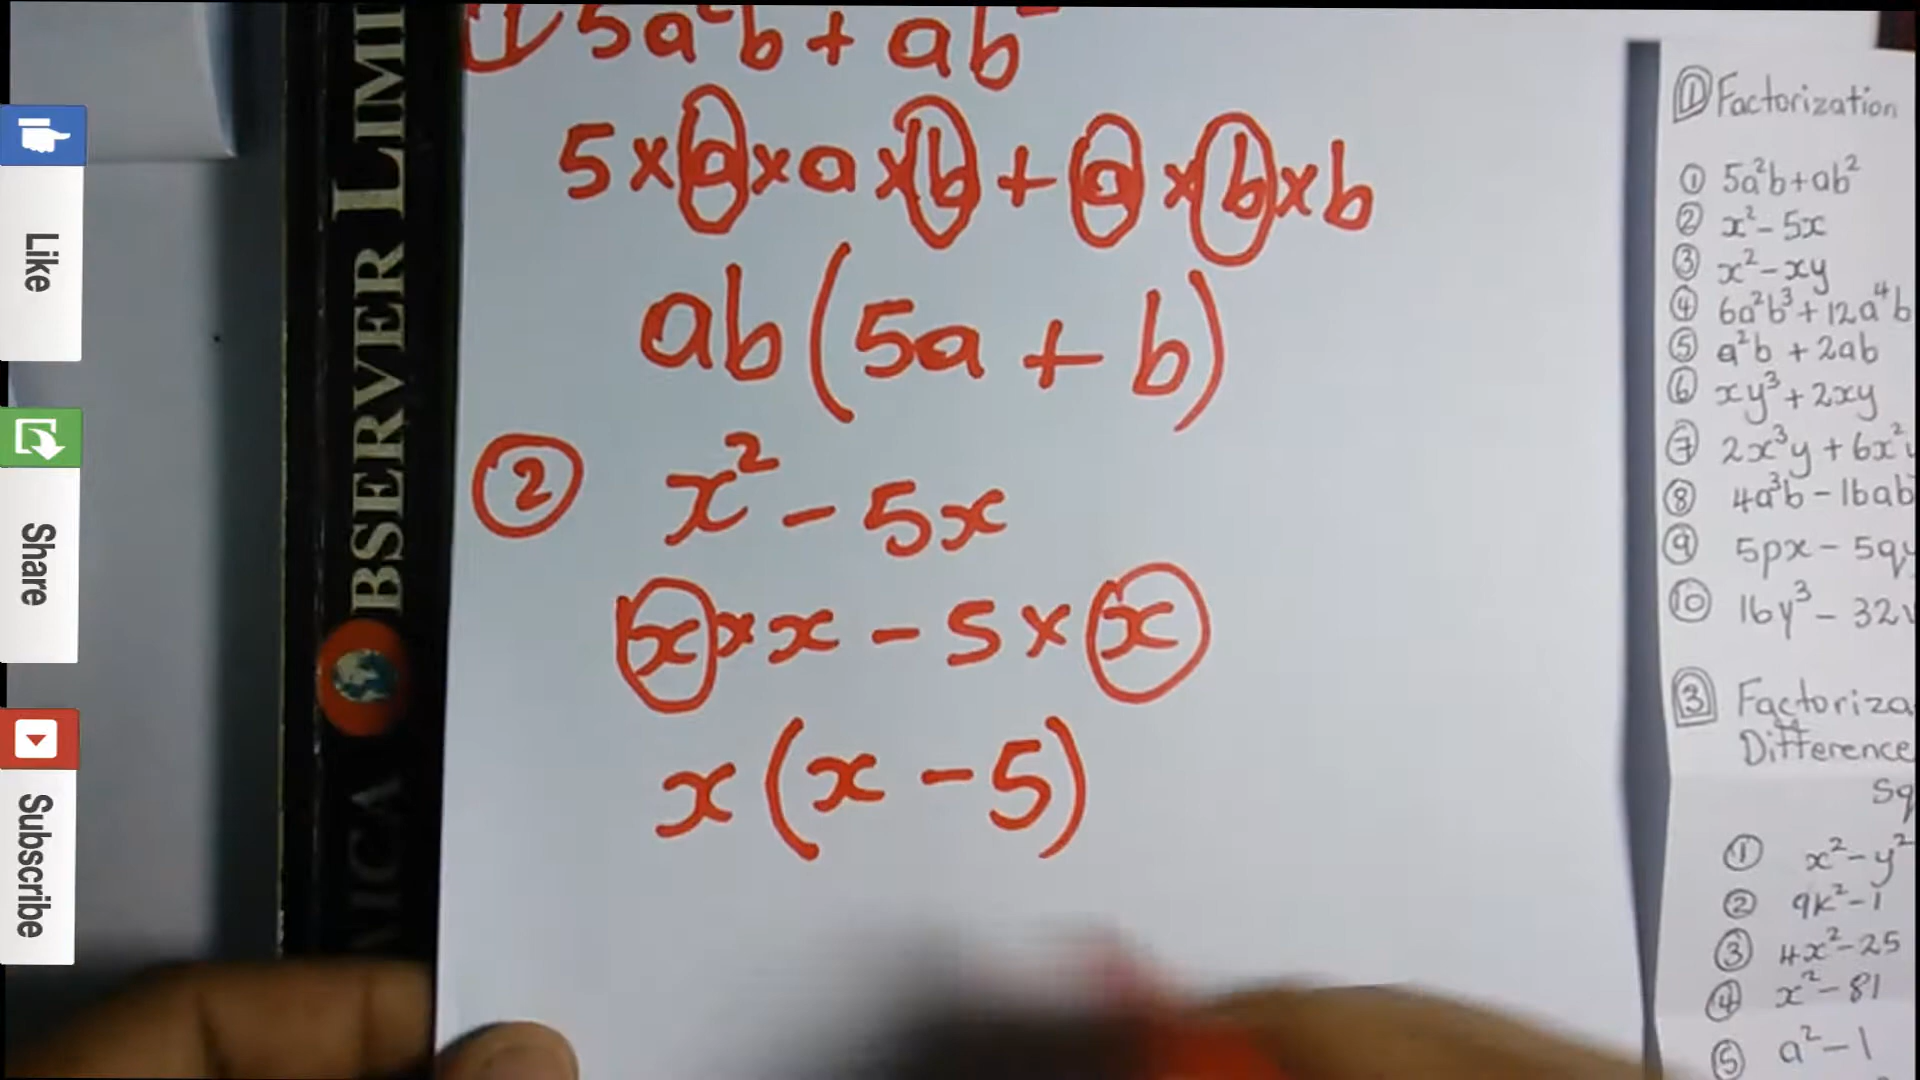 ① 5a²b + ab²
5 × a × a × b + a × b × b
ab(5a + b)
② x² - 5x
x × x - 5 × x
x(x - 5)
① Factorization
① 5a²b + ab²
② x² - 5x
③ x² - xy
④ 6a²b³ + 12a⁴b
⑤ a²b + 2ab
⑥ xy³ + 2xy
⑦ 2x³y + 6x²
⑧ 4a³b - 16ab
⑨ 5px - 5q
⑩ 16y³ - 32
3 Factoriza
Difference
Sq
① x² - y²
② 9k² - 1
③ 4x² - 25
④ x² - 81
⑤ a² - 1
BSERVER LIMI
ICA
Like
Share
Subscribe